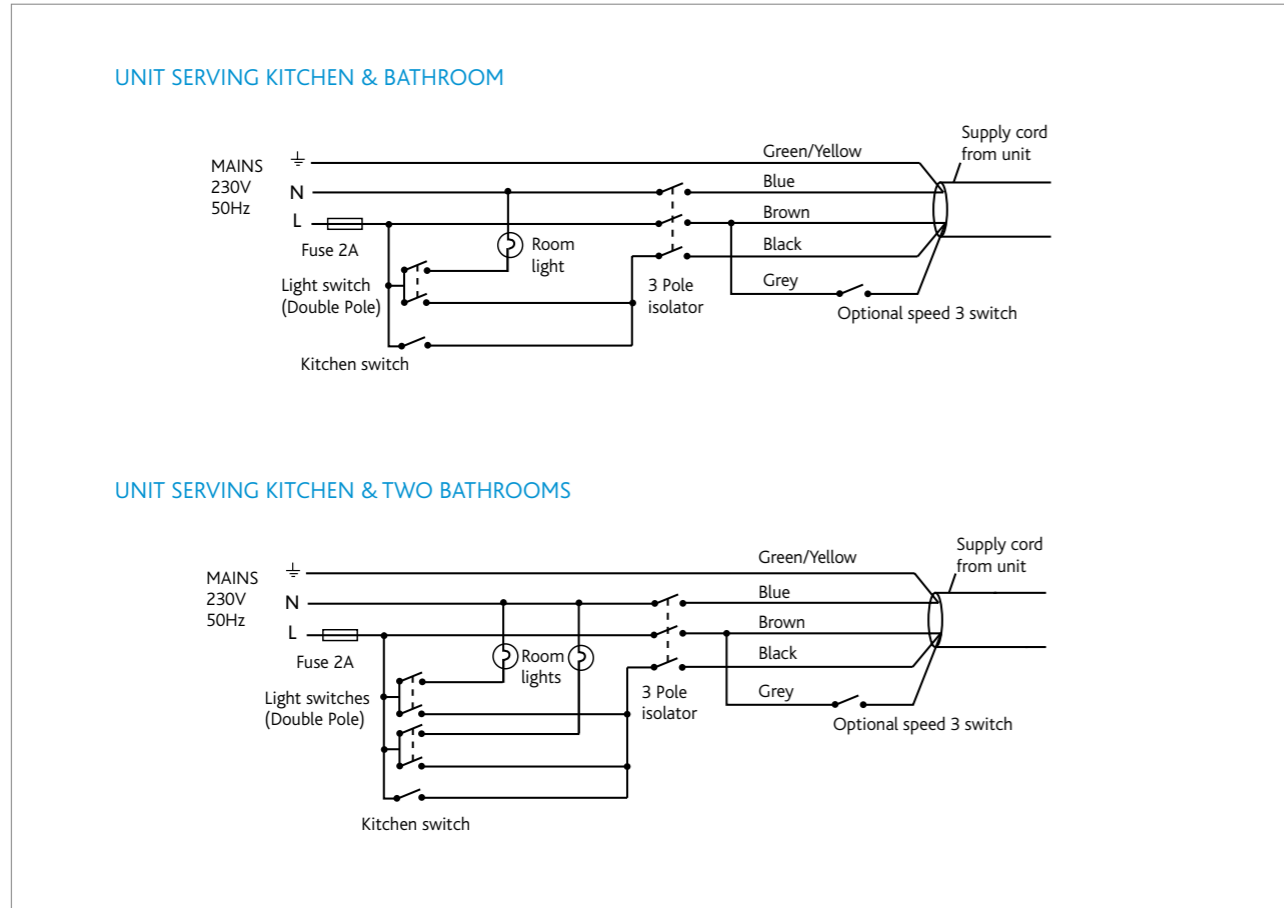 UNIT SERVING KITCHEN & BATHROOM
Supply cord
from unit
Green/Yellow
MAINS
230V
50Hz
N
Blue
L
Brown
Fuse 2A
Room
light
Black
Light switch
(Double Pole)
3 Pole
isolator
Grey
Optional speed 3 switch
Kitchen switch
UNIT SERVING KITCHEN & TWO BATHROOMS
Supply cord
from unit
Green/Yellow
MAINS
230V
50Hz
N
Blue
L
Brown
Fuse 2A
Room
lights
Black
Light switches
(Double Pole)
3 Pole
isolator
Grey
Optional speed 3 switch
Kitchen switch